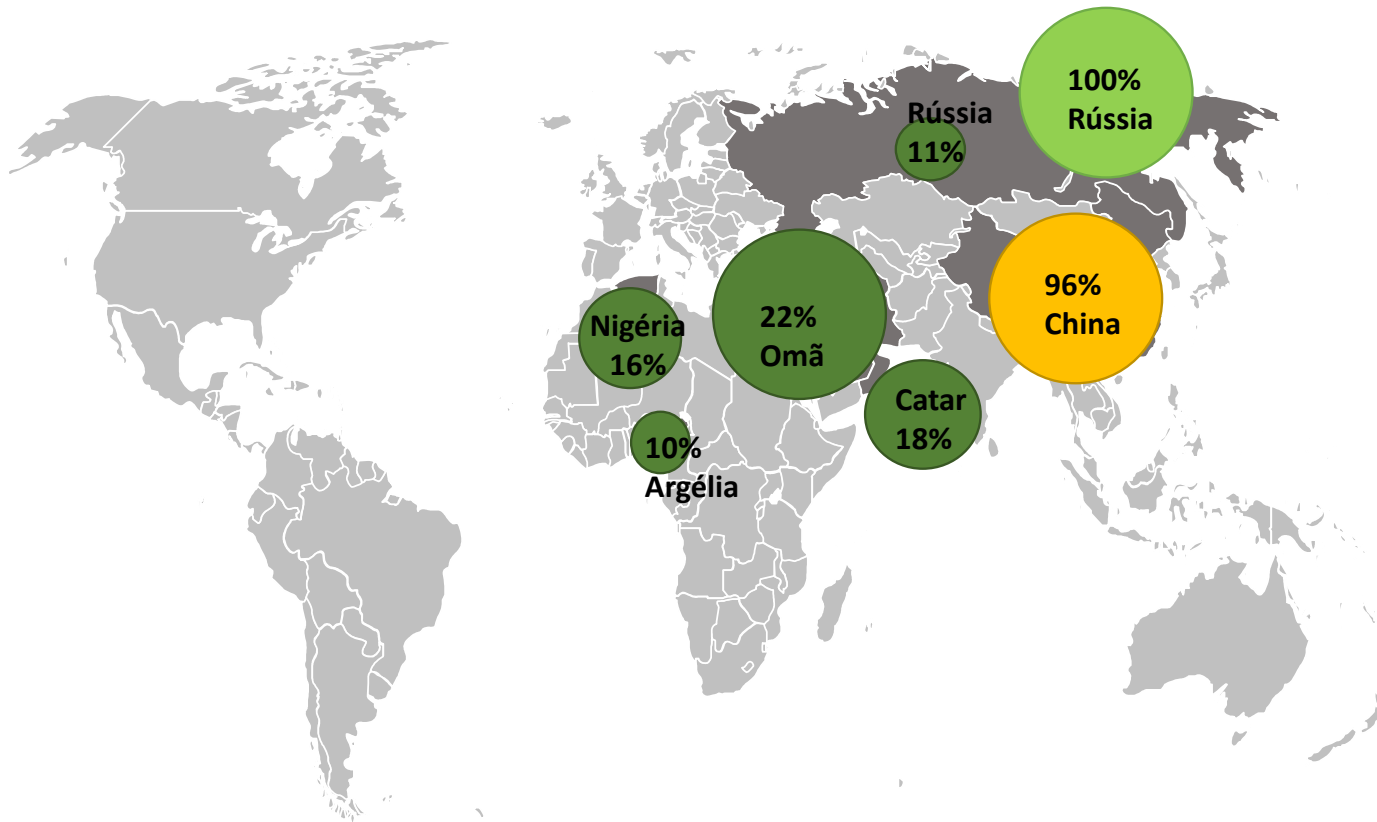 100%
Rússia
Rússia
11%
96%
China
22%
Omã
Nigéria
16%
Catar
18%
10%
Argélia